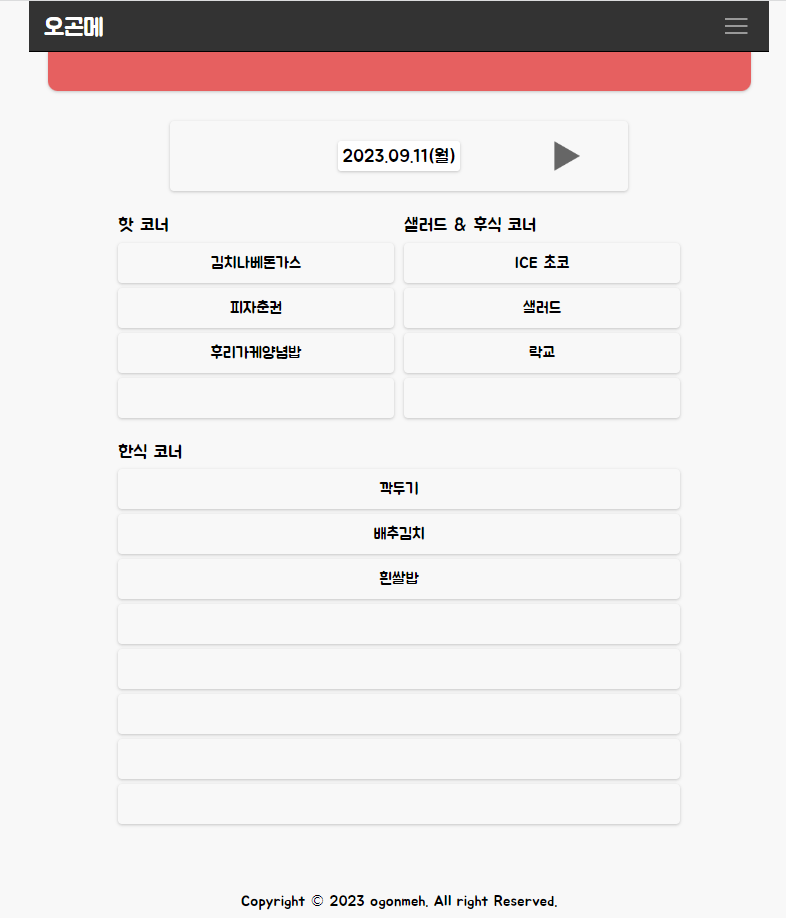 오곤메
2023.09.11(월)
핫 코너
김치나베돈가스
피자춘권
후리가케양념밥
샐러드 & 후식 코너
ICE 초코
샐러드
락교
한식 코너
깍두기
배추김치
흰쌀밥
Copyright © 2023 ogonmeh. All right Reserved.